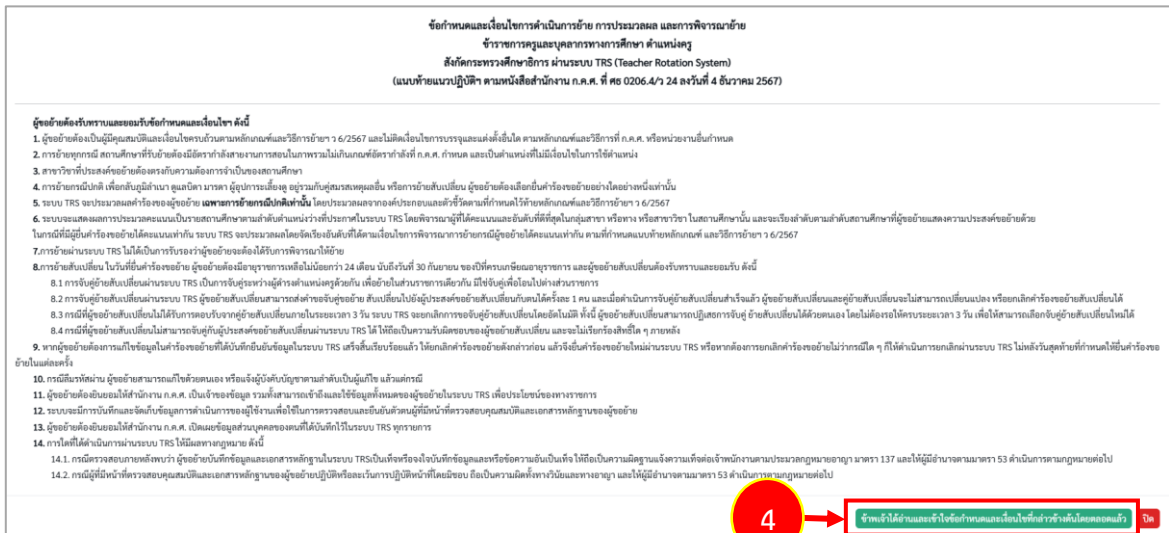 ข้อกำหนดและเงื่อนไขการดำเนินการย้าย การประมวลผล และการพิจารณาย้าย
ข้าราชการครูและบุคลากรทางการศึกษา ตำแหน่งครู
สังกัดกระทรวงศึกษาธิการ ผ่านระบบ TRS (Teacher Rotation System)
(แนบท้ายแนวปฏิบัติฯ ตามหนังสือสำนักงาน ก.ค.ศ. ที่ ศธ 0206.4/ว 24 ลงวันที่ 4 ธันวาคม 2567)
ผู้ขอย้ายต้องรับทราบและยอมรับข้อกำหนดและเงื่อนไขฯ ดังนี้
1. ผู้ขอย้ายต้องเป็นผู้มีคุณสมบัติและเงื่อนไขครบถ้วนตามหลักเกณฑ์และวิธีการย้ายฯ ว 6/2567 และไม่ติดเงื่อนไขการบรรจุและแต่งตั้งอื่นใด ตามหลักเกณฑ์และวิธีการที่ ก.ค.ศ. หรือหน่วยงานอื่นกำหนด
2. การย้ายทุกกรณี สถานศึกษาที่รับย้ายต้องมีอัตรากำลังสายงานการสอนในภาพรวมไม่เกินเกณฑ์อัตรากำลังที่ ก.ค.ศ. กำหนด และเป็นตำแหน่งที่ไม่มีเงื่อนไขในการใช้ตำแหน่ง
3. สาขาวิชาที่ประสงค์ขอย้ายต้องตรงกับความต้องการจำเป็นของสถานศึกษา
4. การย้ายกรณีปกติ เพื่อกลับภูมิลำเนา ดูแลบิดา มารดา ผู้อุปการะเลี้ยงดู อยู่รวมกับคู่สมรสเหตุผลอื่น หรือการย้ายสับเปลี่ยน ผู้ขอย้ายต้องเลือกยื่นคำร้องขอย้ายอย่างใดอย่างหนึ่งเท่านั้น
5. ระบบ TRS จะประมวลผลคำร้องของผู้ขอย้าย เฉพาะการย้ายกรณีปกติเท่านั้น โดยประมวลผลจากองค์ประกอบและตัวชี้วัดตามที่กำหนดไว้ท้ายหลักเกณฑ์และวิธีการย้ายฯ ว 6/2567
6. ระบบจะแสดงผลการประมวลคะแนนเป็นรายสถานศึกษาตามลำดับตำแหน่งว่างที่ประกาศในระบบ TRS โดยพิจารณาผู้ที่ได้คะแนนและอันดับที่ดีที่สุดในกลุ่มสาขา หรือทาง หรือสาขาวิชา ในสถานศึกษานั้น และจะเรียงลำดับตามลำดับสถานศึกษาที่ผู้ขอย้ายแสดงความประสงค์ขอย้ายด้วย
ในกรณีที่มีผู้ยื่นคำร้องขอย้ายได้คะแนนเท่ากัน ระบบ TRS จะประมวลผลโดยจัดเรียงอันดับที่ได้ตามเงื่อนไขการพิจารณาการย้ายกรณีผู้ขอย้ายได้คะแนนเท่ากัน ตามที่กำหนดแนบท้ายหลักเกณฑ์ และวิธีการย้ายฯ ว 6/2567
7.การย้ายผ่านระบบ TRS ไม่ได้เป็นการรับรองว่าผู้ขอย้ายจะต้องได้รับการพิจารณาให้ย้าย
8.การย้ายสับเปลี่ยน ในวันที่ยื่นคำร้องขอย้าย ผู้ขอย้ายต้องมีอายุราชการเหลือไม่น้อยกว่า 24 เดือน นับถึงวันที่ 30 กันยายน ของปีที่ครบเกษียณอายุราชการ และผู้ขอย้ายสับเปลี่ยนต้องรับทราบและยอมรับ ดังนี้
8.1 การจับคู่ย้ายสับเปลี่ยนผ่านระบบ TRS เป็นการจับคู่ระหว่างผู้ดำรงตำแหน่งครูด้วยกัน เพื่อย้ายในส่วนราชการเดียวกัน มิใช่จับคู่เพื่อโอนไปต่างส่วนราชการ
8.2 การจับคู่ย้ายสับเปลี่ยนผ่านระบบ TRS ผู้ขอย้ายสับเปลี่ยนสามารถส่งคำขอจับคู่ขอย้าย สับเปลี่ยนไปยังผู้ประสงค์ขอย้ายสับเปลี่ยนกับตนได้ครั้งละ 1 คน และเมื่อดำเนินการจับคู่ย้ายสับเปลี่ยนสำเร็จแล้ว ผู้ขอย้ายสับเปลี่ยนและคู่ย้ายสับเปลี่ยนจะไม่สามารถเปลี่ยนแปลง หรือยกเลิกคำร้องขอย้ายสับเปลี่ยนได้
8.3 กรณีที่ผู้ขอย้ายสับเปลี่ยนไม่ได้รับการตอบรับจากคู่ย้ายสับเปลี่ยนภายในระยะเวลา 3 วัน ระบบ TRS จะยกเลิกการขอจับคู่ย้ายสับเปลี่ยนโดยอัตโนมัติ ทั้งนี้ ผู้ขอย้ายสับเปลี่ยนสามารถปฏิเสธการจับคู่ ย้ายสับเปลี่ยนได้ด้วยตนเอง โดยไม่ต้องรอให้ครบระยะเวลา 3 วัน เพื่อให้สามารถเลือกจับคู่ย้ายสับเปลี่ยนใหม่ได้
8.4 กรณีที่ผู้ขอย้ายสับเปลี่ยนไม่สามารถจับคู่กับผู้ประสงค์ขอย้ายสับเปลี่ยนผ่านระบบ TRS ได้ ให้ถือเป็นความรับผิดชอบของผู้ขอย้ายสับเปลี่ยน และจะไม่เรียกร้องสิทธิ์ใด ๆ ภายหลัง
9. หากผู้ขอย้ายต้องการแก้ไขข้อมูลในคำร้องขอย้ายที่ได้บันทึกยืนยันข้อมูลในระบบ TRS เสร็จสิ้นเรียบร้อยแล้ว ให้ยกเลิกคำร้องขอย้ายดังกล่าวก่อน แล้วจึงยื่นคำร้องขอย้ายใหม่ผ่านระบบ TRS หรือหากต้องการยกเลิกคำร้องขอย้ายไม่ว่ากรณีใด ๆ ก็ให้ดำเนินการยกเลิกผ่านระบบ TRS ไม่หลังวันสุดท้ายที่กำหนดให้ยื่นคำร้องขอ
ย้ายในแต่ละครั้ง
10. กรณีลืมรหัสผ่าน ผู้ขอย้ายสามารถแก้ไขด้วยตนเอง หรือแจ้งผู้บังคับบัญชาตามลำดับเป็นผู้แก้ไข แล้วแต่กรณี
11. ผู้ขอย้ายต้องยินยอมให้สำนักงาน ก.ค.ศ. เป็นเจ้าของข้อมูล รวมทั้งสามารถเข้าถึงและใช้ข้อมูลทั้งหมดของผู้ขอย้ายในระบบ TRS เพื่อประโยชน์ของทางราชการ
12. ระบบจะมีการบันทึกและจัดเก็บข้อมูลการดำเนินการของผู้ใช้งานเพื่อใช้ในการตรวจสอบและยืนยันตัวตนผู้ที่มีหน้าที่ตรวจสอบคุณสมบัติและเอกสารหลักฐานของผู้ขอย้าย
13. ผู้ขอย้ายต้องยินยอมให้สำนักงาน ก.ค.ศ. เปิดเผยข้อมูลส่วนบุคคลของตนที่ได้บันทึกไว้ในระบบ TRS ทุกรายการ
14. การใดที่ได้ดำเนินการผ่านระบบ TRS ให้มีผลทางกฎหมาย ดังนี้
14.1. กรณีตรวจสอบภายหลังพบว่า ผู้ขอย้ายบันทึกข้อมูลและเอกสารหลักฐานในระบบ TRSเป็นเท็จหรือจงใจบันทึกข้อมูลและหรือข้อความอันเป็นเท็จ ให้ถือเป็นความผิดฐานแจ้งความเท็จต่อเจ้าพนักงานตามประมวลกฎหมายอาญา มาตรา 137 และให้ผู้มีอำนาจตามมาตรา 53 ดำเนินการตามกฎหมายต่อไป
14.2. กรณีผู้ที่มีหน้าที่ตรวจสอบคุณสมบัติและเอกสารหลักฐานของผู้ขอย้ายปฏิบัติหรือละเว้นการปฏิบัติหน้าที่โดยมิชอบ ถือเป็นความผิดทั้งทางวินัยและทางอาญา และให้ผู้มีอำนาจตามมาตรา 53 ดำเนินการตามกฎหมายต่อไป
4
ข้าพเจ้าได้อ่านและเข้าใจข้อกำหนดและเงื่อนไขที่กล่าวข้างต้นโดยตลอดแล้ว ปิด